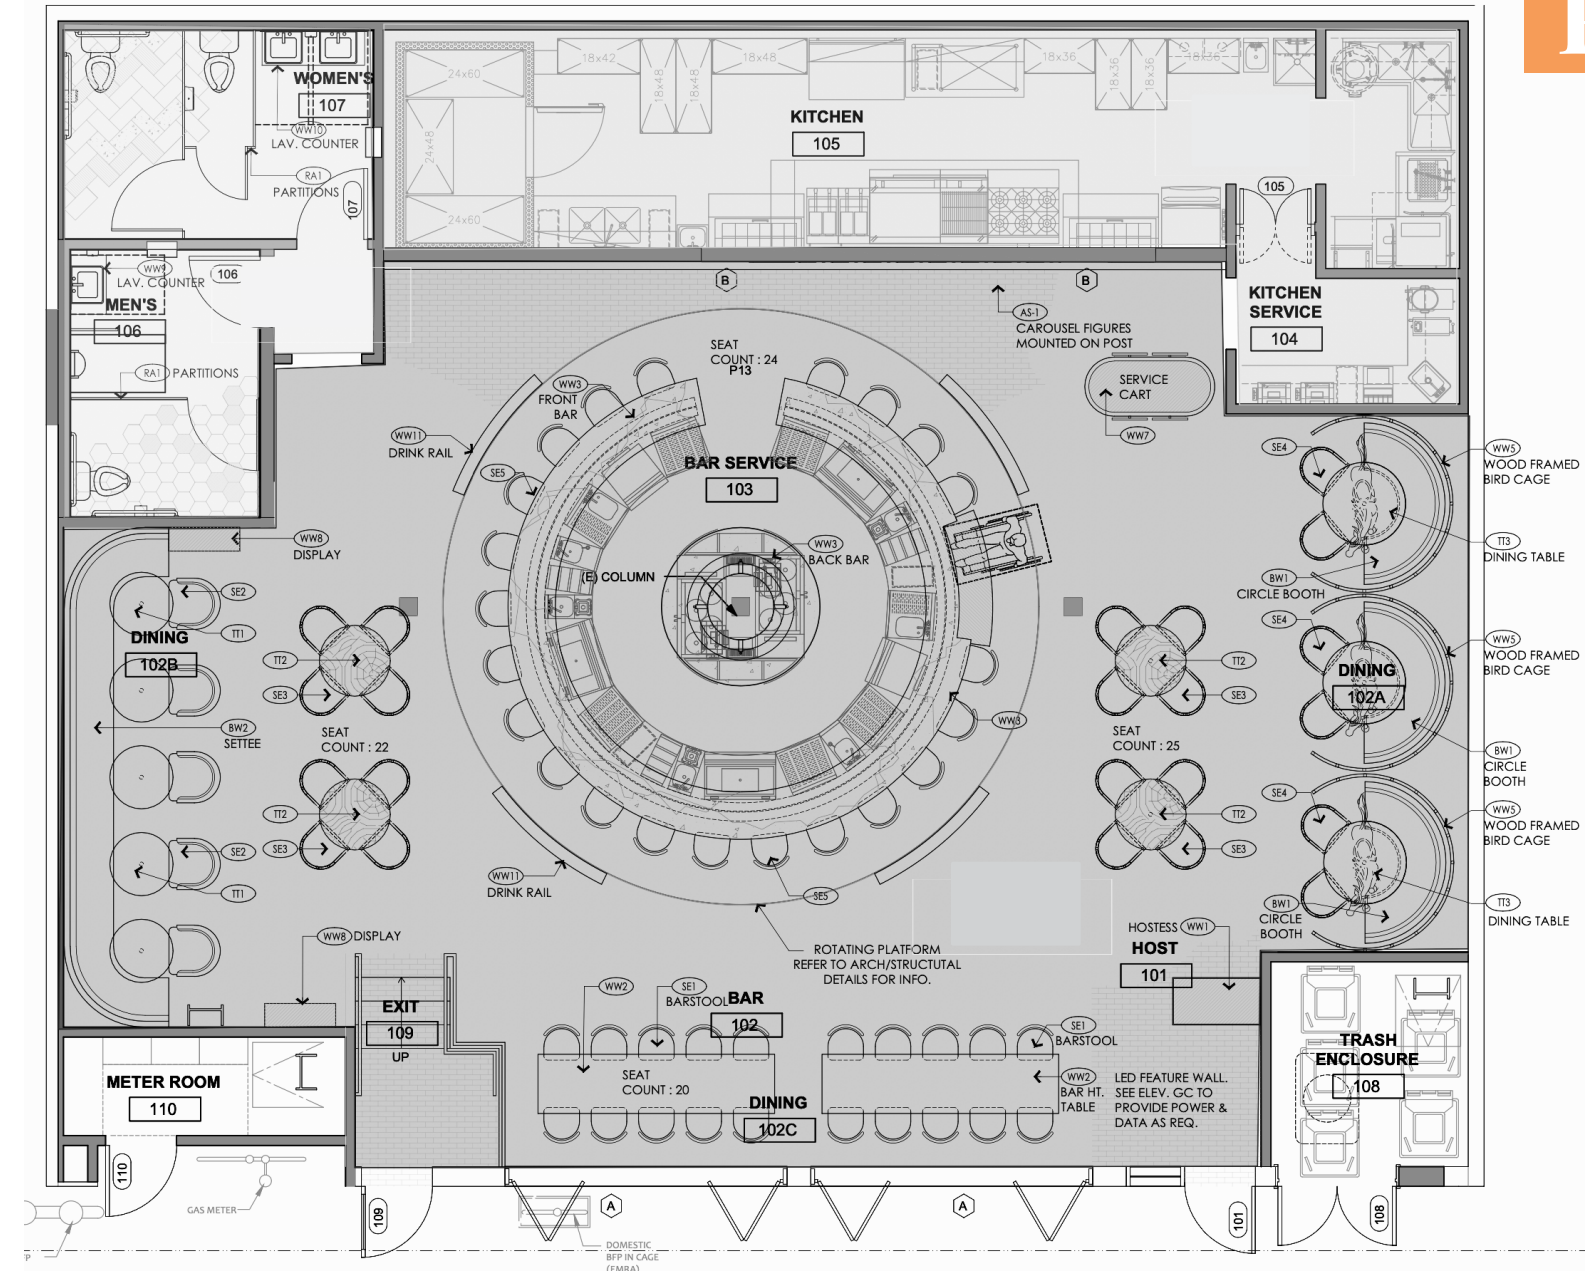 WOMEN'S
107
WW10
LAV. COUNTER
RA1
PARTITIONS
107
24x60
24x48
24x60
18x42
18x48
18x48
18x48
18x36
18x36
18x36
18x36
KITCHEN
105
105
WW9
LAV. COUNTER
106
MEN'S
106
RA1
PARTITIONS
B
B
AS-1
CAROUSEL FIGURES
MOUNTED ON POST
KITCHEN
SERVICE
104
SEAT
COUNT : 24
P13
SERVICE
CART
WW7
WW3
FRONT
BAR
WW11
DRINK RAIL
SE5
BAR SERVICE
103
WW3
BACK BAR
(E) COLUMN
SE4
WW5
WOOD FRAMED
BIRD CAGE
TT3
DINING TABLE
BW1
CIRCLE BOOTH
WW8
DISPLAY
SE2
TT1
DINING
102B
TT2
SE3
BW2
SETTEE
SEAT
COUNT : 22
TT2
SE3
SE2
TT1
WW3
TT2
SE3
SEAT
COUNT : 25
TT2
SE3
SE4
WW5
WOOD FRAMED
BIRD CAGE
DINING
102A
BW1
CIRCLE
BOOTH
SE4
WW5
WOOD FRAMED
BIRD CAGE
BW1
CIRCLE
BOOTH
TT3
DINING TABLE
WW11
DRINK RAIL
SE5
WW8
DISPLAY
ROTATING PLATFORM
REFER TO ARCH/STRUCTUTAL
DETAILS FOR INFO.
HOSTESS
WW1
HOST
101
EXIT
109
UP
WW2
SE1
BARSTOOL
BAR
102
SE1
BARSTOOL
SEAT
COUNT : 20
DINING
102C
WW2
BAR HT.
TABLE
LED FEATURE WALL.
SEE ELEV. GC TO
PROVIDE POWER &
DATA AS REQ.
TRASH
ENCLOSURE
108
METER ROOM
110
110
GAS METER
109
A
A
101
108
DOMESTIC
BFP IN CAGE
(EMRA)